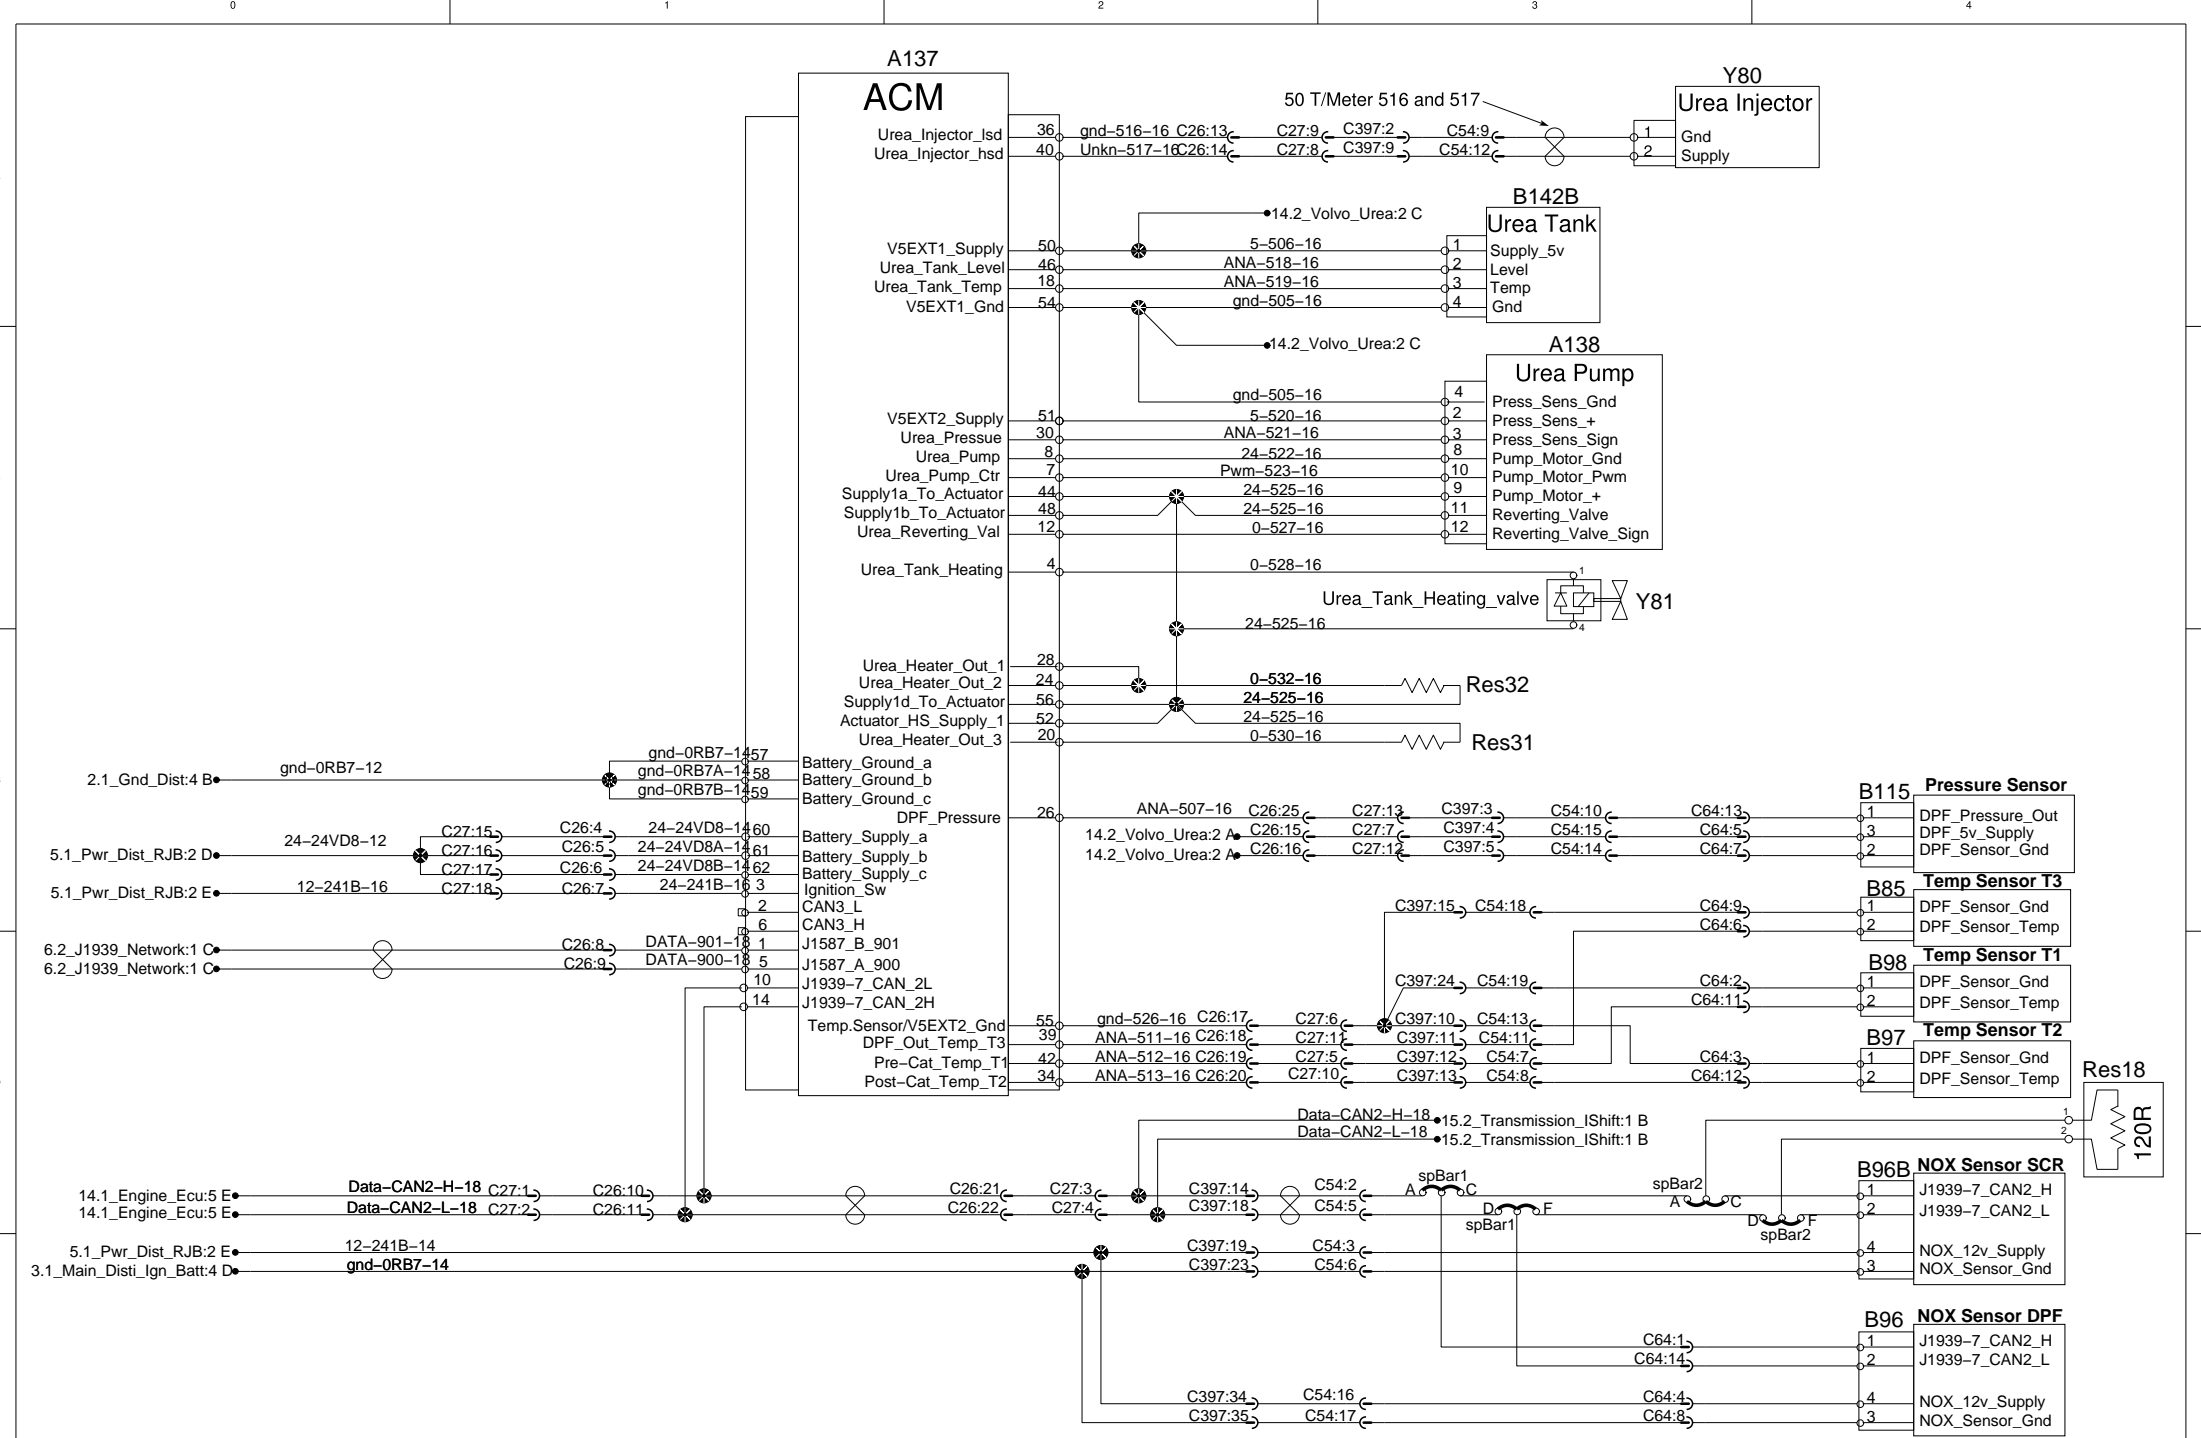 0 1 2 3 4
A137
ACM
Y80
Urea Injector
50 T/Meter 516 and 517
Urea_Injector_lsd 36 gnd-516-16 C26:13 C27:9 C397:2 C54:9 1 Gnd
Urea_Injector_hsd 40 Unkn-517-16 C26:14 C27:8 C397:9 C54:12 2 Supply
B142B
Urea Tank
14.2_Volvo_Urea:2 C
V5EXT1_Supply 50 5-506-16 1 Supply_5v
Urea_Tank_Level 46 ANA-518-16 2 Level
Urea_Tank_Temp 18 ANA-519-16 3 Temp
V5EXT1_Gnd 54 gnd-505-16 4 Gnd
14.2_Volvo_Urea:2 C
A138
Urea Pump
gnd-505-16 4 Press_Sens_Gnd
V5EXT2_Supply 51 5-520-16 2 Press_Sens_+
Urea_Pressue 30 ANA-521-16 3 Press_Sens_Sign
Urea_Pump 8 24-522-16 8 Pump_Motor_Gnd
Urea_Pump_Ctr 7 Pwm-523-16 10 Pump_Motor_Pwm
Supply1a_To_Actuator 44 24-525-16 9 Pump_Motor_+
Supply1b_To_Actuator 48 24-525-16 11 Reverting_Valve
Urea_Reverting_Val 12 0-527-16 12 Reverting_Valve_Sign
Urea_Tank_Heating 4 0-528-16 1
Urea_Tank_Heating_valve Y81
24-525-16 4
Urea_Heater_Out_1 28
Urea_Heater_Out_2 24 0-532-16 Res32
Supply1d_To_Actuator 56 24-525-16
Actuator_HS_Supply_1 52 24-525-16
Urea_Heater_Out_3 20 0-530-16 Res31
gnd-0RB7-14 57 Battery_Ground_a
2.1_Gnd_Dist:4 B gnd-0RB7-12 gnd-0RB7A-14 58 Battery_Ground_b
gnd-0RB7B-14 59 Battery_Ground_c
B115 Pressure Sensor
DPF_Pressure 26 ANA-507-16 C26:25 C27:13 C397:3 C54:10 C64:13 1 DPF_Pressure_Out
14.2_Volvo_Urea:2 A C26:15 C27:7 C397:4 C54:15 C64:5 3 DPF_5v_Supply
14.2_Volvo_Urea:2 A C26:16 C27:12 C397:5 C54:14 C64:7 2 DPF_Sensor_Gnd
C27:15 C26:4 24-24VD8-14 60 Battery_Supply_a
5.1_Pwr_Dist_RJB:2 D 24-24VD8-12 C27:16 C26:5 24-24VD8A-14 61 Battery_Supply_b
C27:17 C26:6 24-24VD8B-14 62 Battery_Supply_c
5.1_Pwr_Dist_RJB:2 E 12-241B-16 C27:18 C26:7 24-241B-16 3 Ignition_Sw
2 CAN3_L
6 CAN3_H
6.2_J1939_Network:1 C C26:8 DATA-901-18 1 J1587_B_901
6.2_J1939_Network:1 C C26:9 DATA-900-18 5 J1587_A_900
10 J1939-7_CAN_2L
14 J1939-7_CAN_2H
B85 Temp Sensor T3
C397:15 C54:18 C64:9 1 DPF_Sensor_Gnd
C64:6 2 DPF_Sensor_Temp
B98 Temp Sensor T1
C397:24 C54:19 C64:2 1 DPF_Sensor_Gnd
C64:11 2 DPF_Sensor_Temp
B97 Temp Sensor T2
Temp.Sensor/V5EXT2_Gnd 55 gnd-526-16 C26:17 C27:6 C397:10 C54:13
DPF_Out_Temp_T3 39 ANA-511-16 C26:18 C27:11 C397:11 C54:11
Pre-Cat_Temp_T1 42 ANA-512-16 C26:19 C27:5 C397:12 C54:7 C64:3 1 DPF_Sensor_Gnd
Post-Cat_Temp_T2 34 ANA-513-16 C26:20 C27:10 C397:13 C54:8 C64:12 2 DPF_Sensor_Temp
Res18
120R
1
2
Data-CAN2-H-18 15.2_Transmission_IShift:1 B
Data-CAN2-L-18 15.2_Transmission_IShift:1 B
B96B NOX Sensor SCR
14.1_Engine_Ecu:5 E Data-CAN2-H-18 C27:1 C26:10 C26:21 C27:3 C397:14 C54:2 A spBar1 C spBar2 A C 1 J1939-7_CAN2_H
14.1_Engine_Ecu:5 E Data-CAN2-L-18 C27:2 C26:11 C26:22 C27:4 C397:18 C54:5 D spBar1 F D spBar2 F 2 J1939-7_CAN2_L
5.1_Pwr_Dist_RJB:2 E 12-241B-14 C397:19 C54:3 4 NOX_12v_Supply
3.1_Main_Disti_Ign_Batt:4 D gnd-0RB7-14 C397:23 C54:6 3 NOX_Sensor_Gnd
B96 NOX Sensor DPF
C64:1 1 J1939-7_CAN2_H
C64:14 2 J1939-7_CAN2_L
C397:34 C54:16 C64:4 4 NOX_12v_Supply
C397:35 C54:17 C64:8 3 NOX_Sensor_Gnd